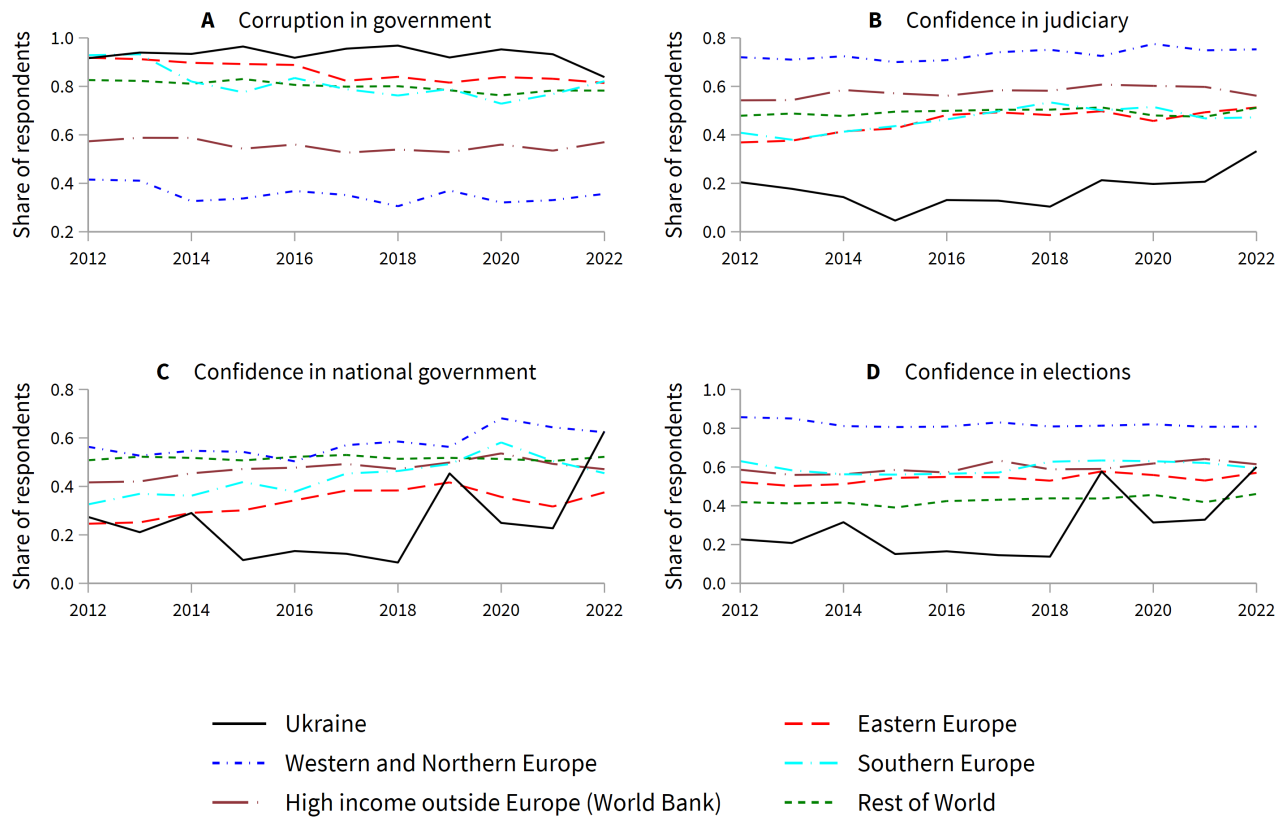 A Corruption in government
Share of respondents
1.0
0.8
0.6
0.4
0.2
2012 2014 2016 2018 2020 2022
B Confidence in judiciary
Share of respondents
0.8
0.6
0.4
0.2
0.0
2012 2014 2016 2018 2020 2022
C Confidence in national government
Share of respondents
0.8
0.6
0.4
0.2
0.0
2012 2014 2016 2018 2020 2022
D Confidence in elections
Share of respondents
1.0
0.8
0.6
0.4
0.2
0.0
2012 2014 2016 2018 2020 2022
Ukraine
Eastern Europe
Western and Northern Europe
Southern Europe
High income outside Europe (World Bank)
Rest of World